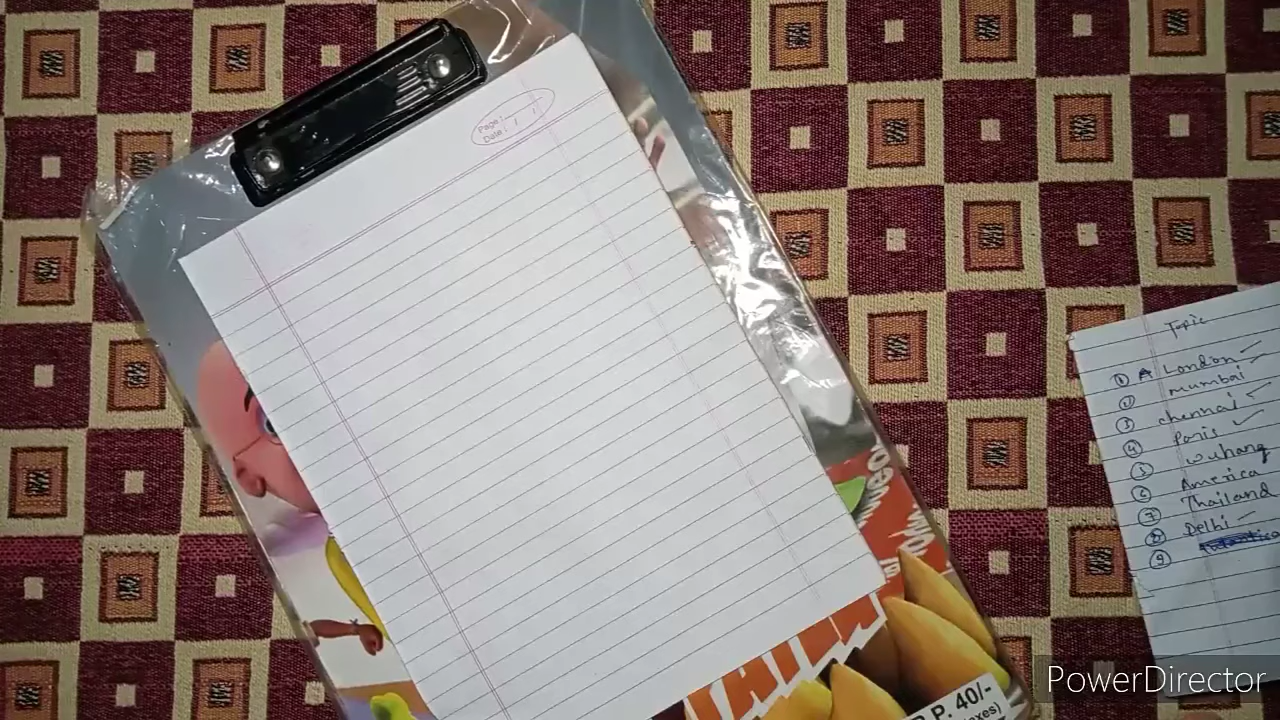 Page:
Date:
Topic
① London
② mumbai
③ chennai
④ Paris
⑤ wuhang
⑥ America
⑦ Thailand
⑧ Delhi
⑨
P. 40/-
PowerDirector